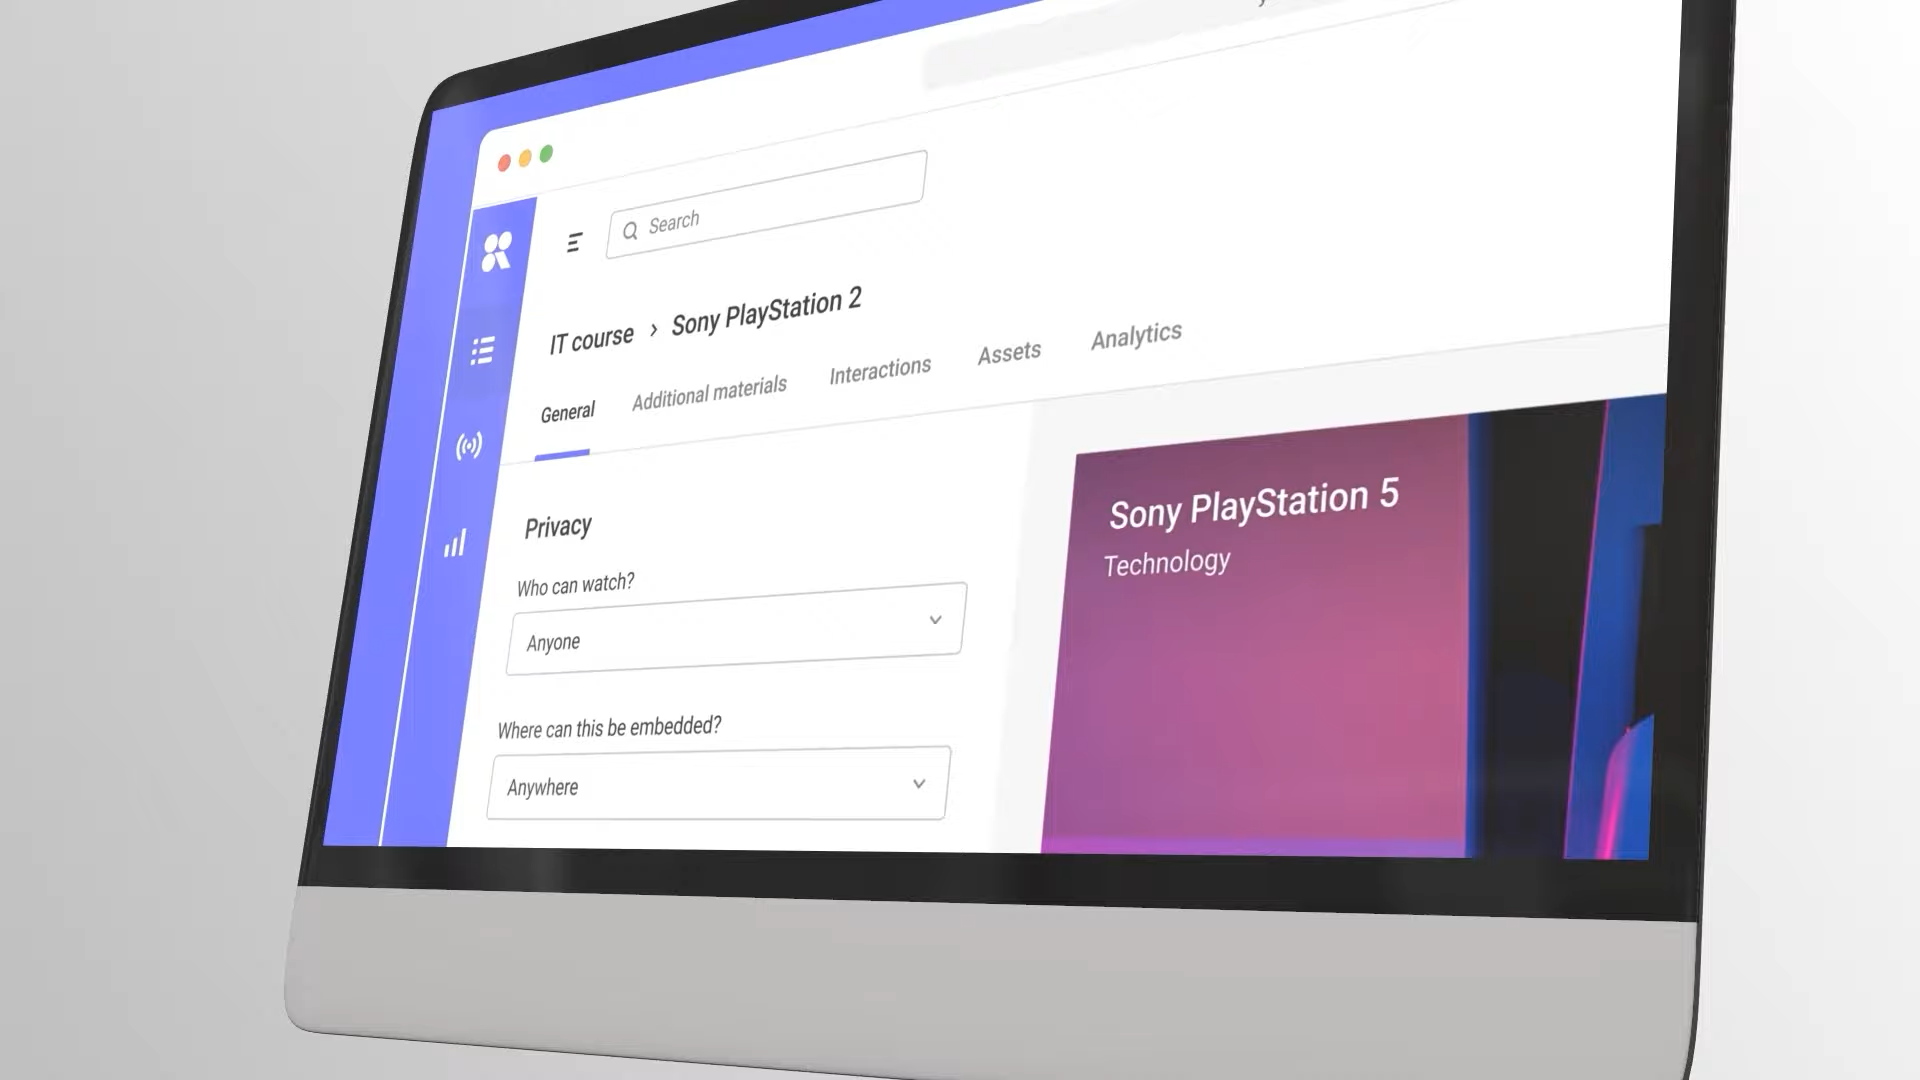 Search
IT course › Sony PlayStation 2
General Additional materials Interactions Assets Analytics
Privacy
Who can watch?
Anyone
Where can this be embedded?
Anywhere
Sony PlayStation 5
Technology